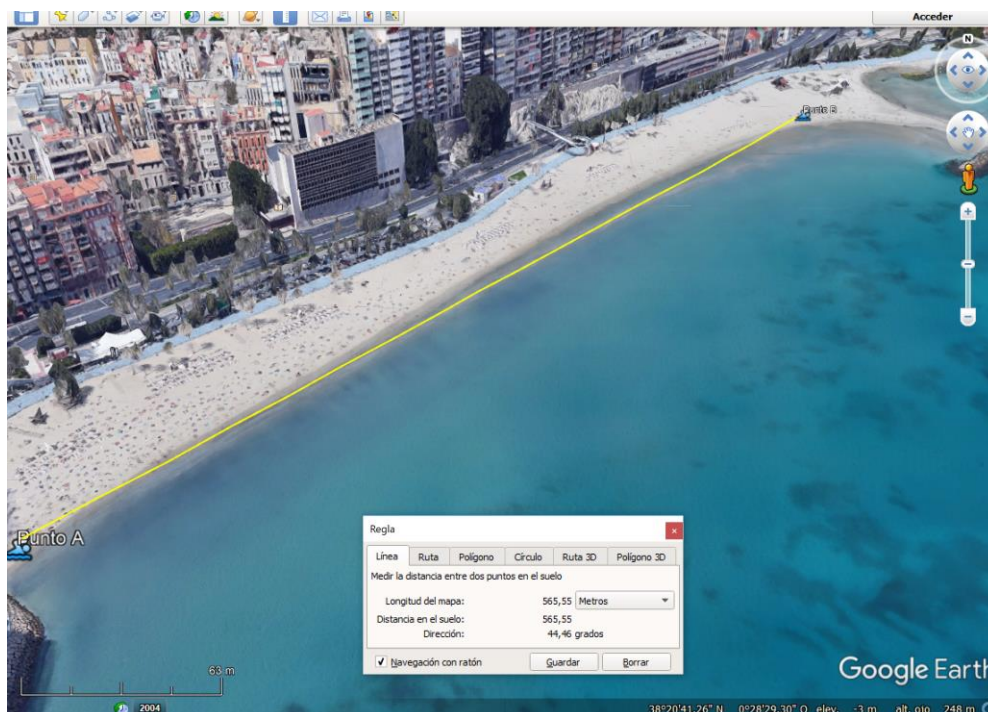 Acceder
N
Punto B
Punto A
Regla
Línea Ruta Polígono Círculo Ruta 3D Polígono 3D
Medir la distancia entre dos puntos en el suelo
Longitud del mapa: 565,55 Metros
Distancia en el suelo: 565,55
Dirección: 44,46 grados
Navegación con ratón Guardar Borrar
63 m
Google Earth
2004
38°20'41.26" N 0°28'29.30" O elev. -3 m alt. ojo 248 m